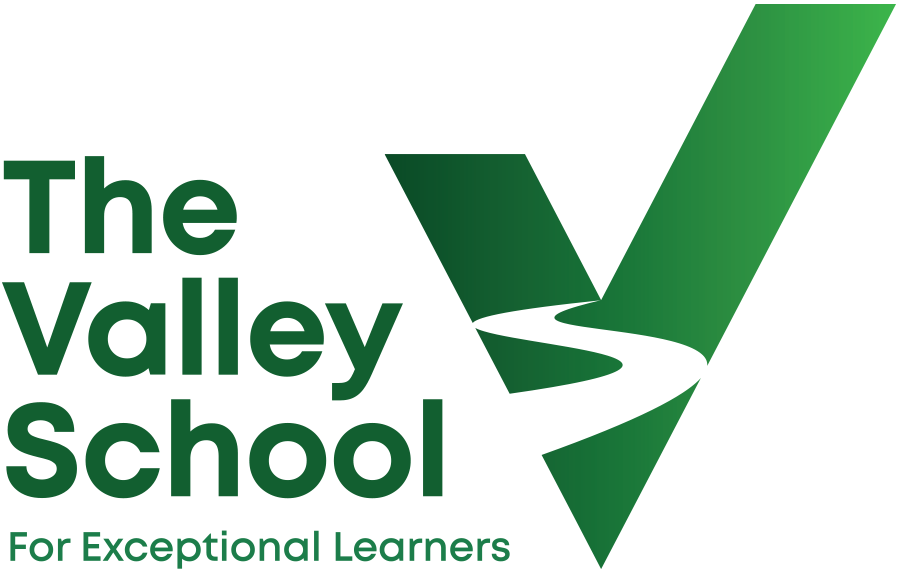 The
Valley
School
For Exceptional Learners